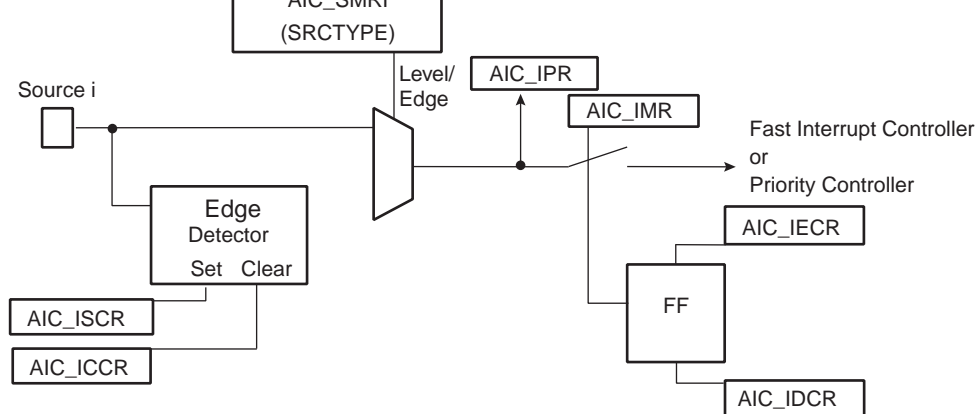 AIC_SMRI
(SRCTYPE)
Source i
Level/
Edge
AIC_IPR
AIC_IMR
Fast Interrupt Controller
or
Priority Controller
Edge
Detector
Set Clear
AIC_IECR
FF
AIC_ISCR
AIC_ICCR
AIC_IDCR